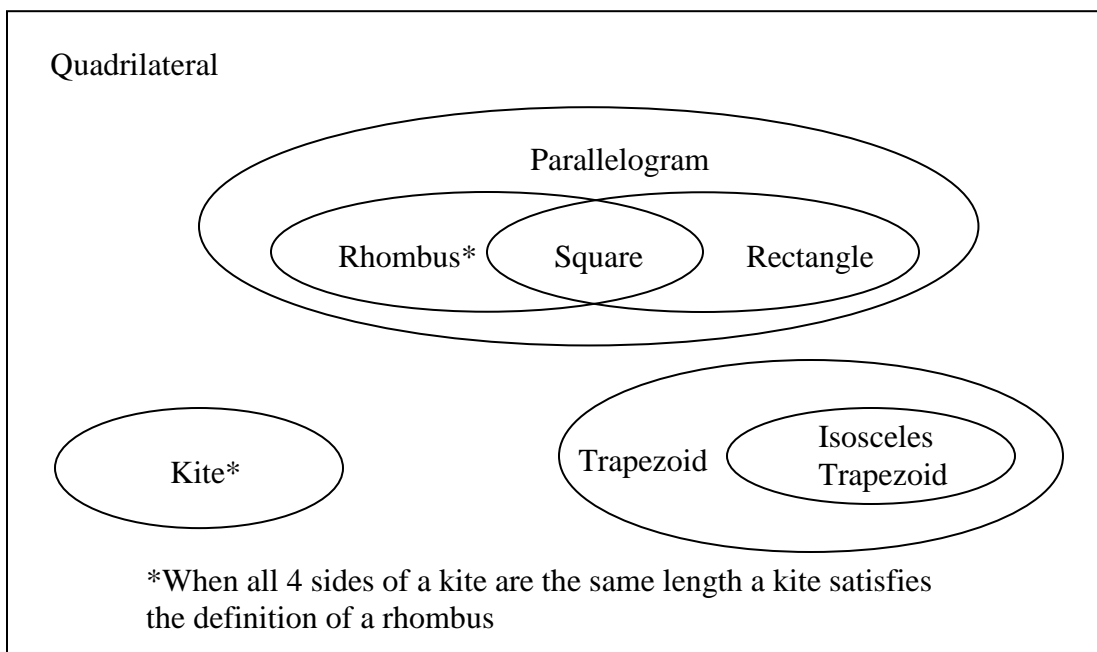 Quadrilateral
Parallelogram
Rhombus*
Square
Rectangle
Kite*
Trapezoid
Isosceles
Trapezoid
*When all 4 sides of a kite are the same length a kite satisfies
the definition of a rhombus